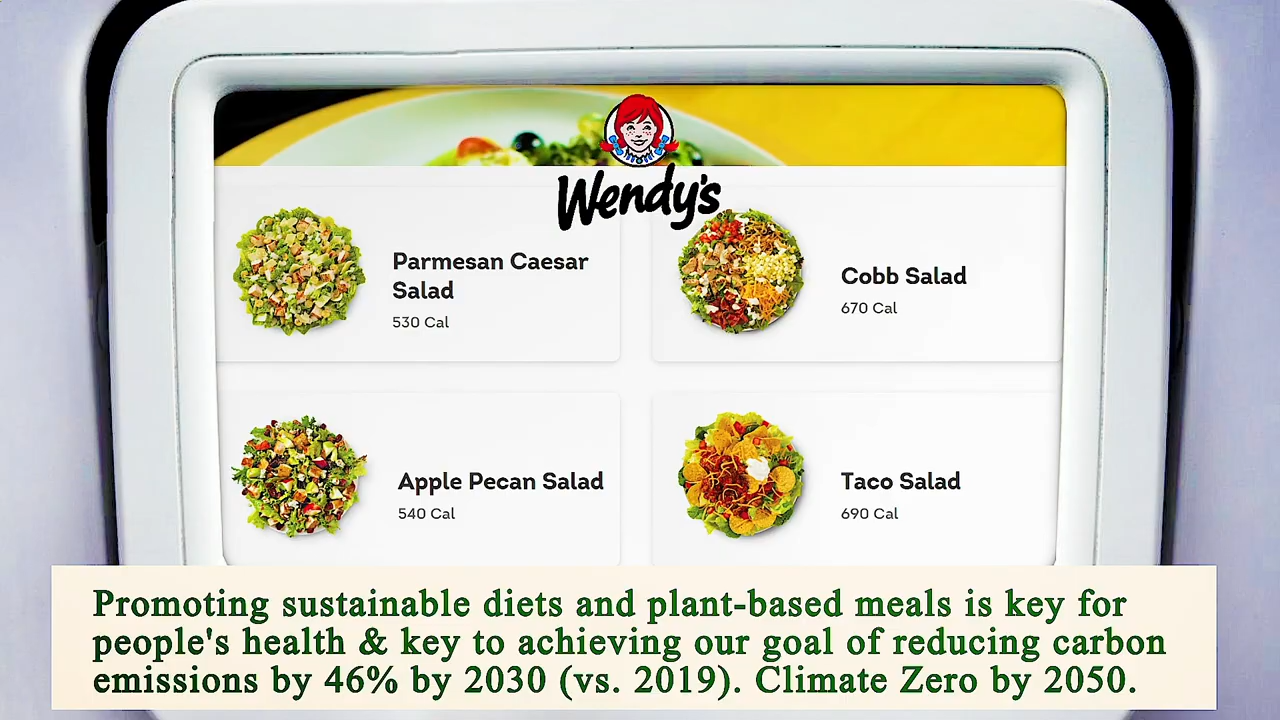 Wendy's
Parmesan Caesar
Salad
530 Cal
Cobb Salad
670 Cal
Apple Pecan Salad
540 Cal
Taco Salad
690 Cal
Promoting sustainable diets and plant-based meals is key for
people's health & key to achieving our goal of reducing carbon
emissions by 46% by 2030 (vs. 2019). Climate Zero by 2050.